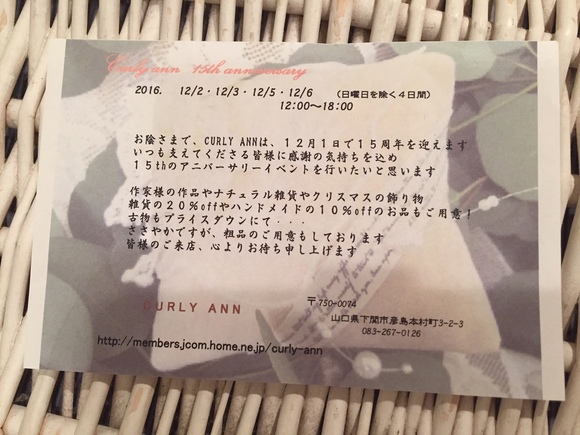 Curly ann 15th anniversary
2016. 12/2・12/3・12/5・12/6 (日曜日を除く4日間)
12:00～18:00
お陰さまで、CURLY ANNは、12月1日で15周年を迎えます
いつも支えてくださる皆様に感謝の気持ちを込め
15thのアニバーサリーイベントを行いたいと思います
作家様の作品やナチュラル雑貨やクリスマスの飾り物
雑貨の20%offやハンドメイドの10%offのお品もご用意!
古物もプライスダウンにて・・・
ささやかですが、粗品のご用意もしております
皆様のご来店、心よりお待ち申し上げます
CURLY ANN
〒750-0074
山口県下関市彦島本村町3-2-3
083-267-0126
http://members.jcom.home.ne.jp/curly-ann